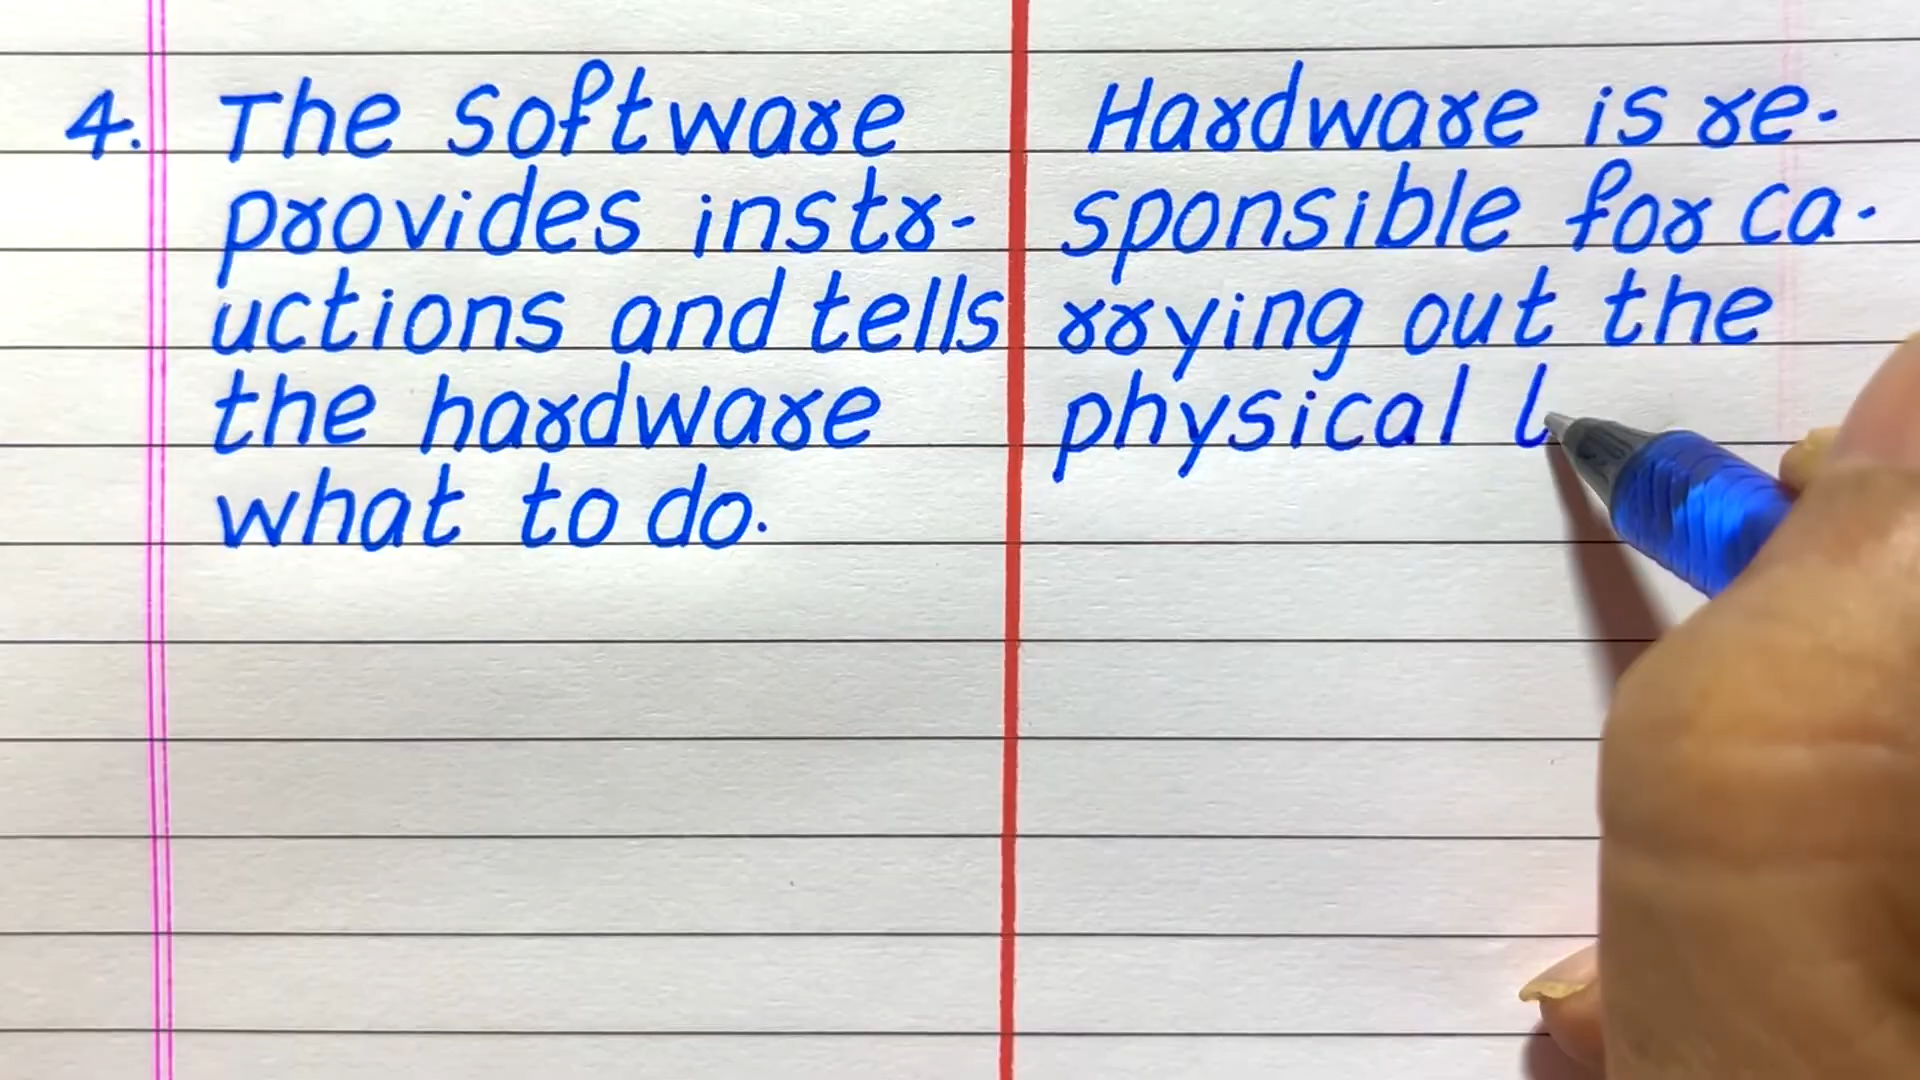 4. The software
provides instr-
uctions and tells
the hardware
what to do.
Hardware is re-
sponsible for ca-
rrying out the
physical